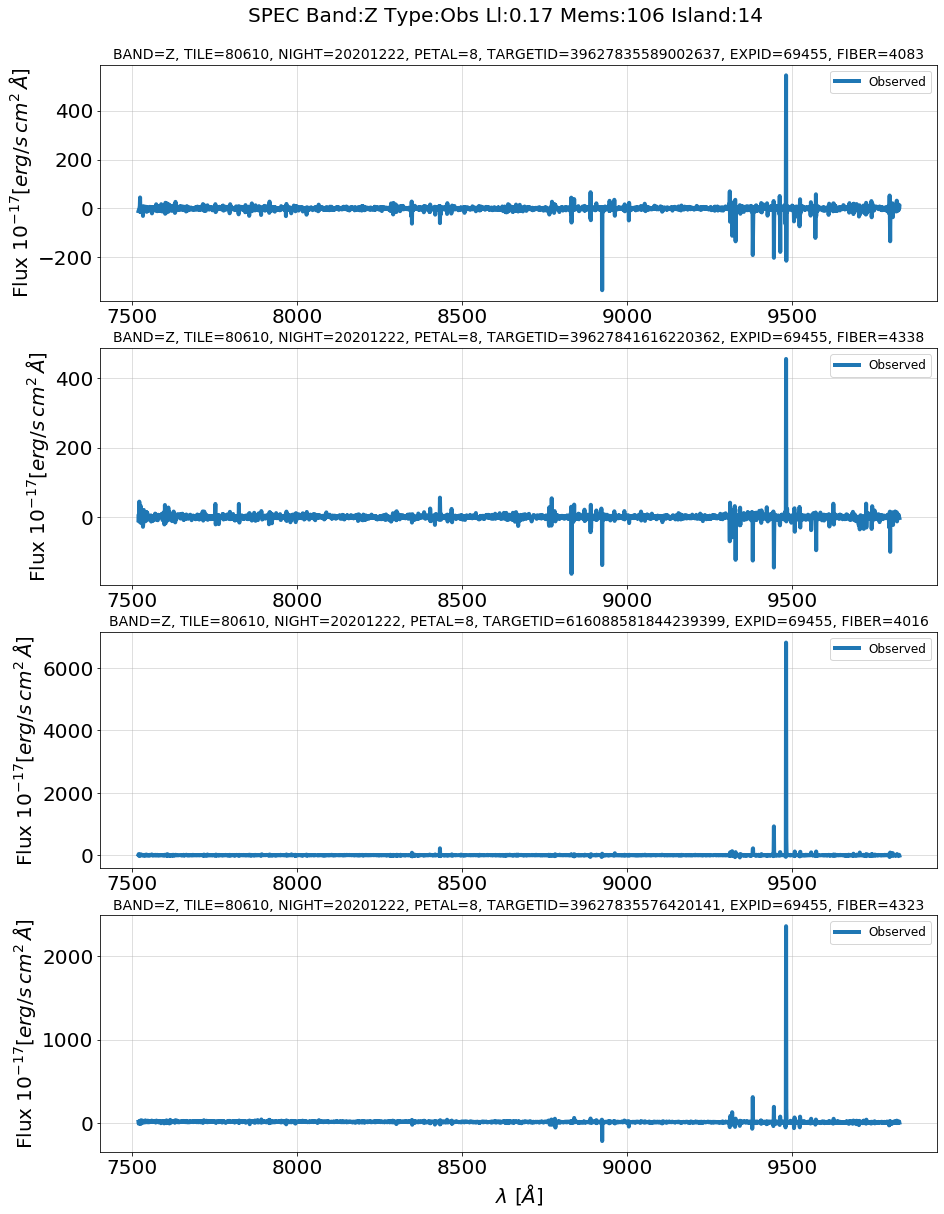 SPEC Band:Z Type:Obs Ll:0.17 Mems:106 Island:14
BAND=Z, TILE=80610, NIGHT=20201222, PETAL=8, TARGETID=39627835589002637, EXPID=69455, FIBER=4083
Flux 10⁻¹⁷[erg/s cm² Å]
400
200
0
−200
Observed
7500 8000 8500 9000 9500
BAND=Z, TILE=80610, NIGHT=20201222, PETAL=8, TARGETID=39627841616220362, EXPID=69455, FIBER=4338
Flux 10⁻¹⁷[erg/s cm² Å]
400
200
0
Observed
7500 8000 8500 9000 9500
BAND=Z, TILE=80610, NIGHT=20201222, PETAL=8, TARGETID=616088581844239399, EXPID=69455, FIBER=4016
Flux 10⁻¹⁷[erg/s cm² Å]
6000
4000
2000
0
Observed
7500 8000 8500 9000 9500
BAND=Z, TILE=80610, NIGHT=20201222, PETAL=8, TARGETID=39627835576420141, EXPID=69455, FIBER=4323
Flux 10⁻¹⁷[erg/s cm² Å]
2000
1000
0
Observed
7500 8000 8500 9000 9500
λ [Å]